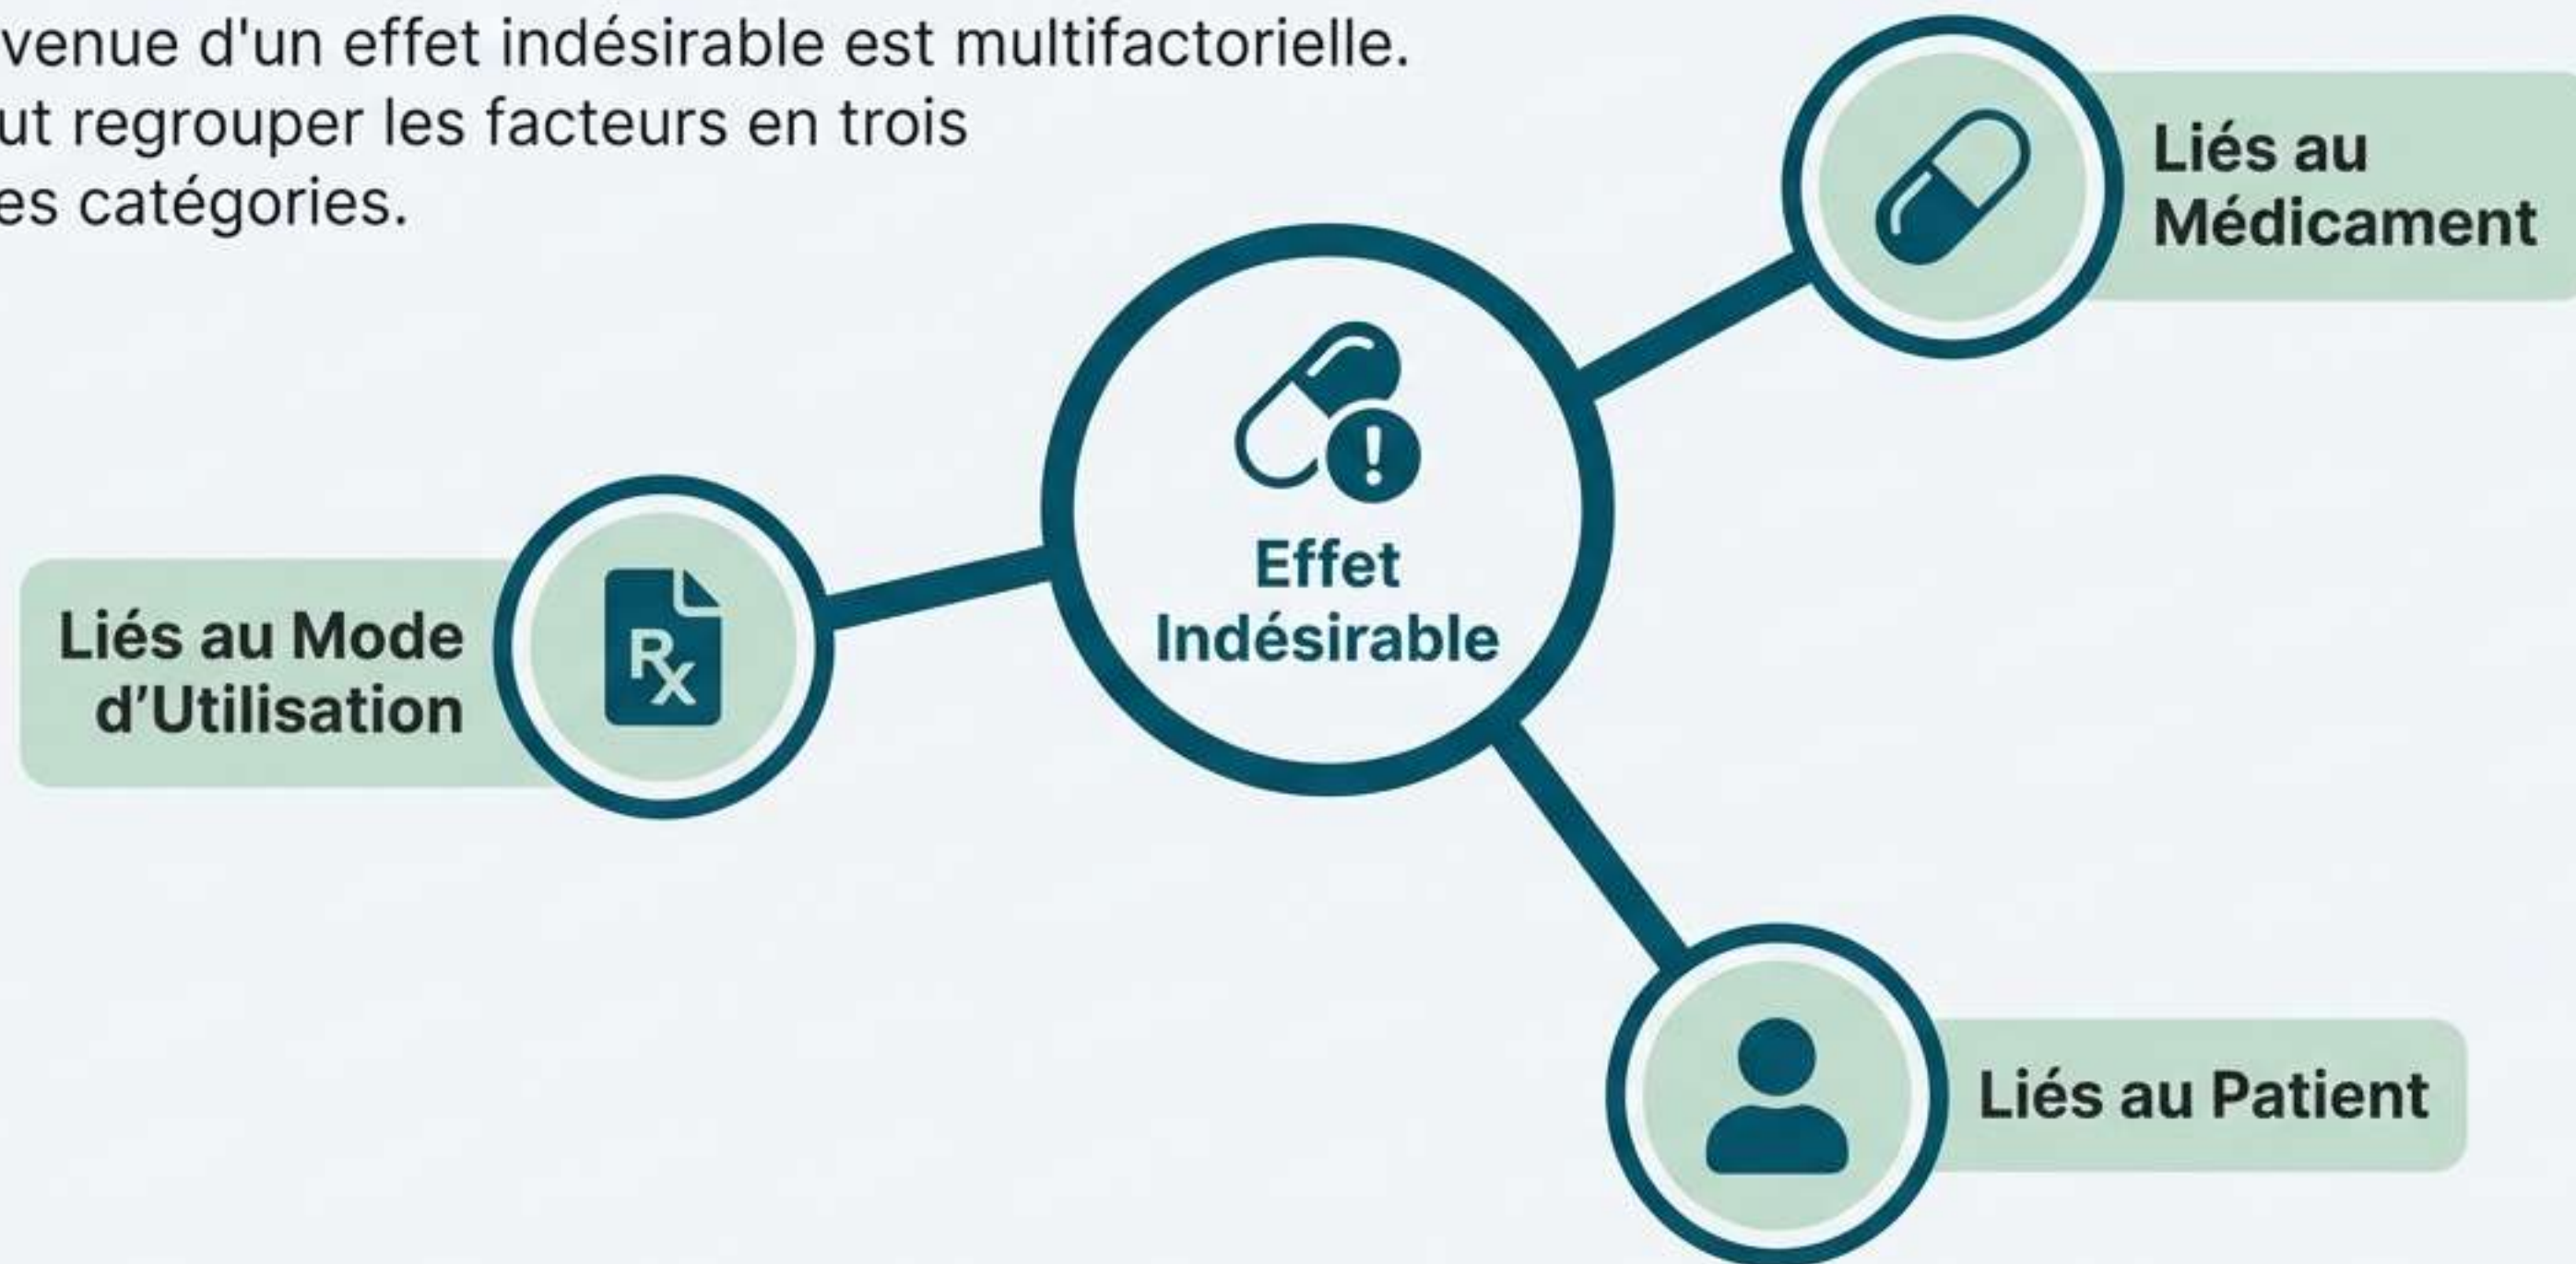 venue d'un effet indésirable est multifactorielle.
ut regrouper les facteurs en trois
es catégories.
Liés au
Médicament
Effet
Indésirable
Liés au Mode
d’Utilisation
Rx
Liés au Patient